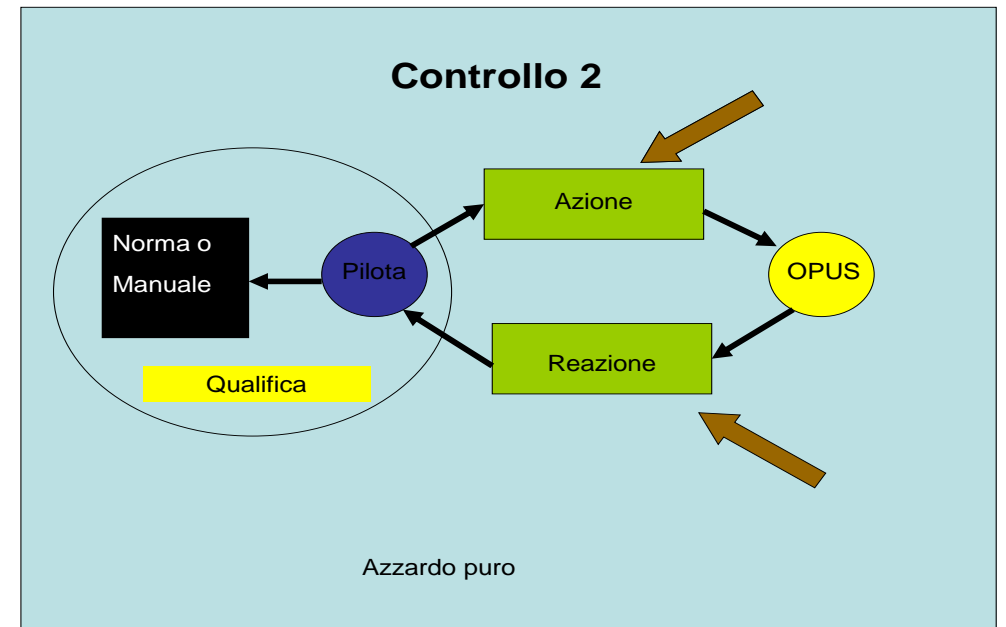 Controllo 2
Azione
Norma o
Manuale
Pilota
OPUS
Reazione
Qualifica
Azzardo puro